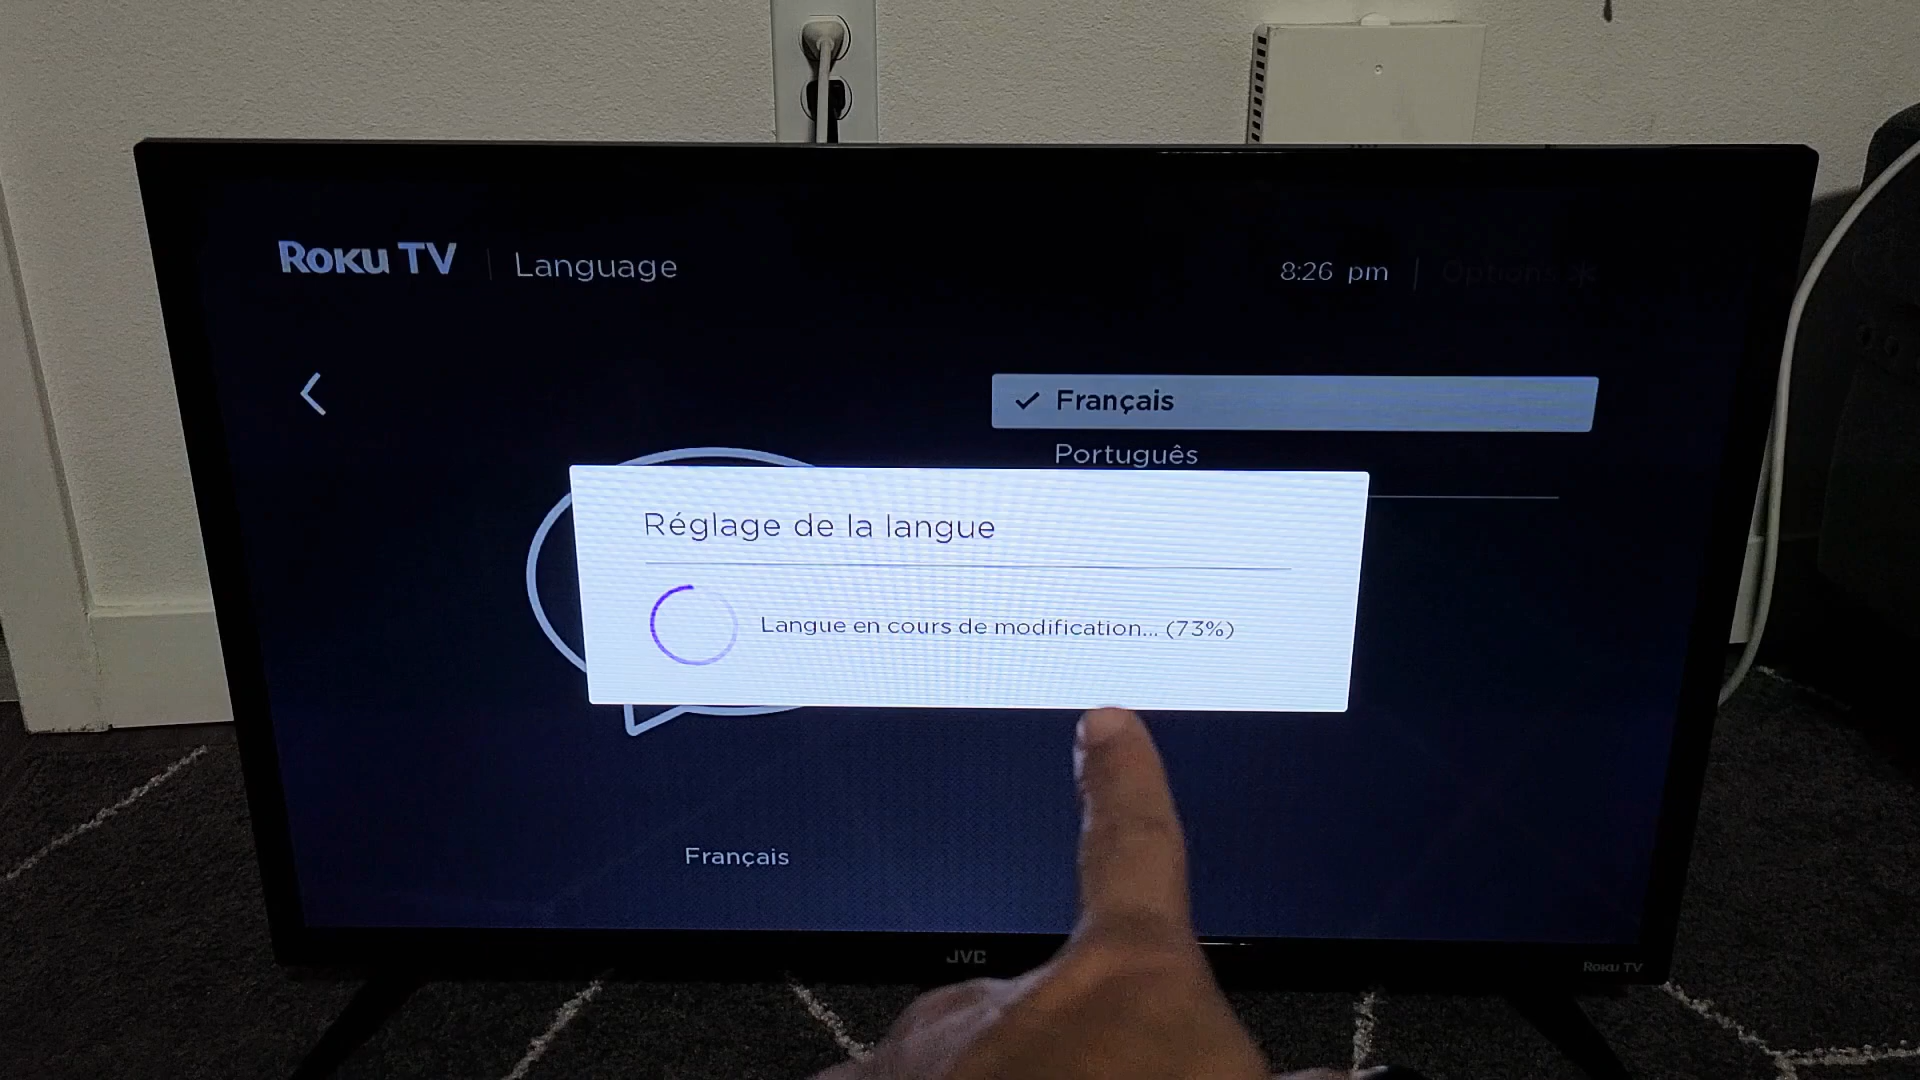 Roku TV
Language
8:26 pm
Options
Français
Português
Réglage de la langue
Langue en cours de modification... (73%)
Français
JVC
Roku TV